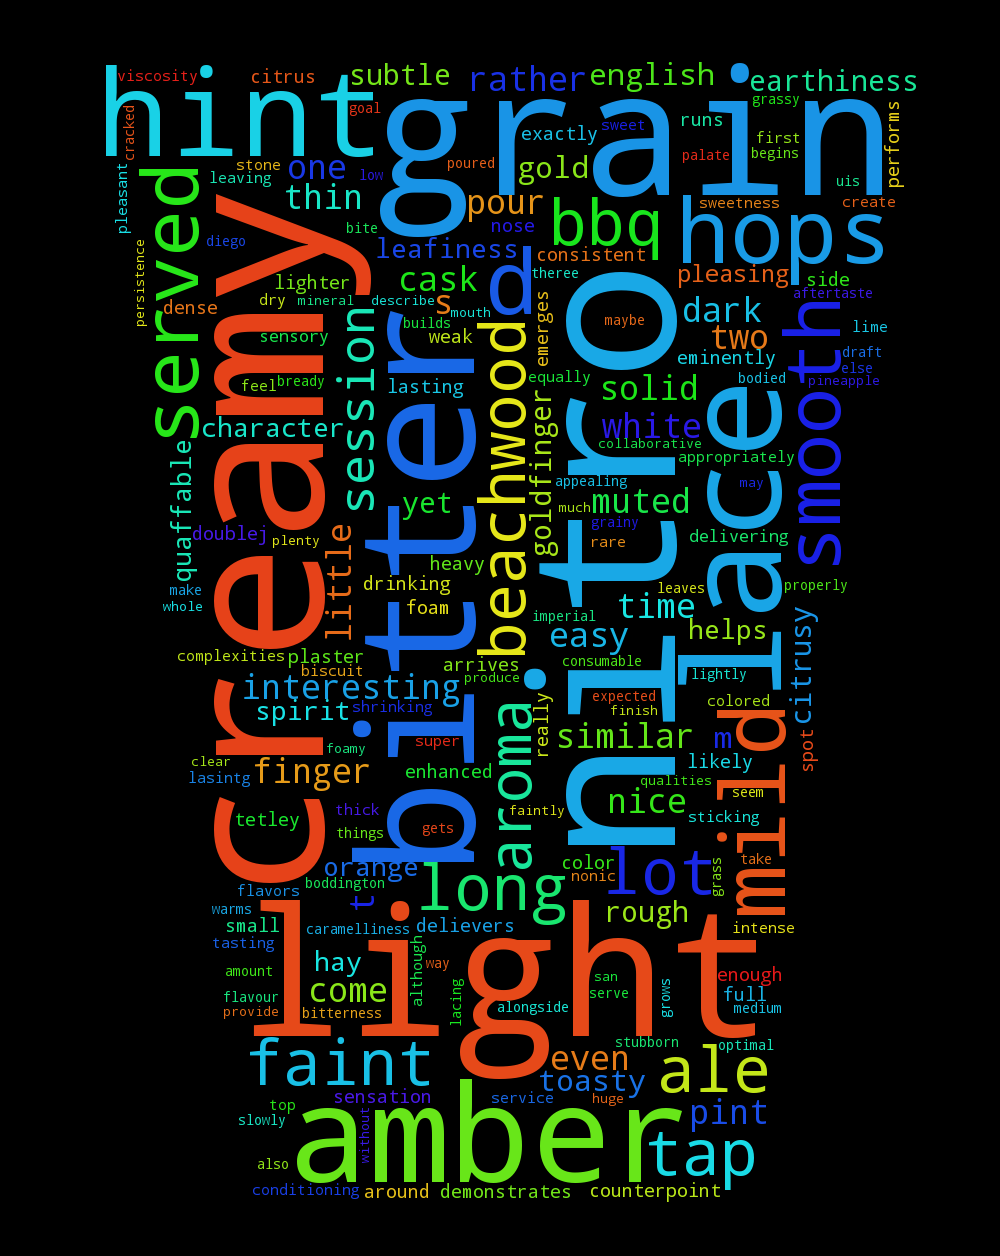 hint
grain
viscosity
citrus
subtle
rather
english
earthiness
cracked
goal
exactly
sweet
runs
grassy
first
begins
performs
stone
one
low
poured
gold
palate
uis
leaving
pleasant
served
thin
pour
sweetness
create
bite
nose
bbq
hops
diego
leafiness
consistent
persistence
creamy
lighter
cask
d
theree
pleasing
side
aftertaste
dense
dry
mineral
describe
s
mouth
emerges
maybe
dark
two
lime
sensory
session
builds
weak
eminently
draft
else
feel
bready
lasting
equally
solid
bodied
pineapple
smooth
character
bitter
beachwood
goldfinger
nitro
white
collaborative
lace
appropriately
quaffable
yet
appealing
muted
may
much
grainy
doublej
plenty
little
rare
delivering
heavy
make
whole
drinking
foam
leaves
properly
imperial
time
easy
helps
citrusy
complexities
plaster
biscuit
arrives
produce
consumable
lightly
interesting
spirit
shrinking
expected
finish
colored
aroma
really
mild
super
foamy
similar
m
likely
spot
clear
lasintg
finger
enhanced
qualities
seem
thick
nice
tetley
things
gets
faintly
sticking
orange
color
nonic
lot
take
grass
flavors
boddington
t
long
warms
small
caramelliness
delievers
rough
intense
tasting
light
hay
although
way
amount
come
lacing
alongside
san
serve
grows
enough
full
medium
flavour
provide
bitterness
stubborn
optimal
faint
even
toasty
ale
sensation
service
huge
pint
top
slowly
amber
without
tap
also
conditioning
around
demonstrates
counterpoint